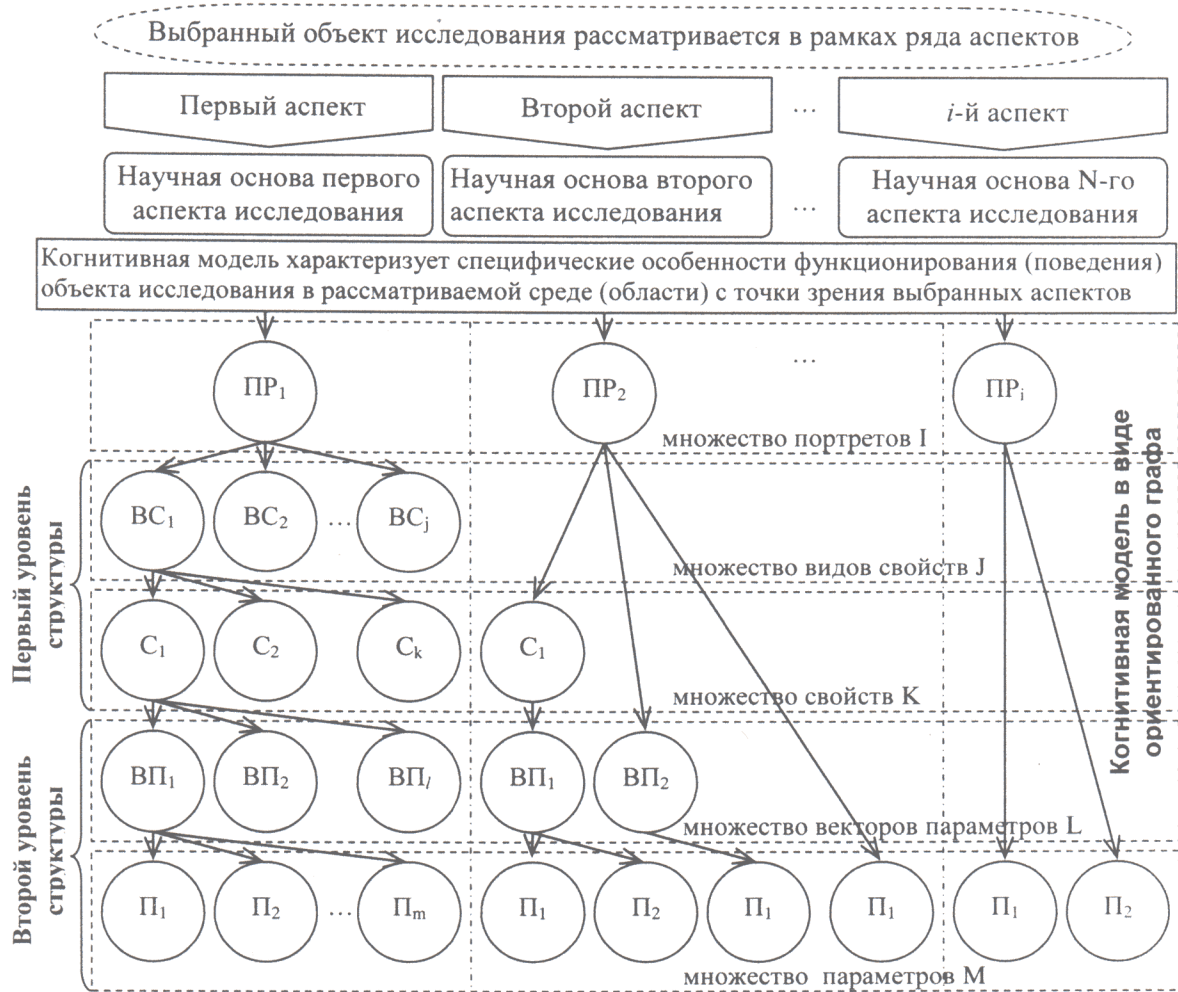 Выбранный объект исследования рассматривается в рамках ряда аспектов
Первый аспект
Второй аспект
...
i-й аспект
Научная основа первого
аспекта исследования
Научная основа второго
аспекта исследования
...
Научная основа N-го
аспекта исследования
Когнитивная модель характеризует специфические особенности функционирования (поведения)
объекта исследования в рассматриваемой среде (области) с точки зрения выбранных аспектов
ПР₁
ПР₂
...
ПРᵢ
множество портретов I
ВС₁
ВС₂
...
ВСⱼ
множество видов свойств J
С₁
С₂
Сₖ
С₁
множество свойств K
ВП₁
ВП₂
ВПₗ
ВП₁
ВП₂
множество векторов параметров L
П₁
П₂
...
Пₘ
П₁
П₂
П₁
П₁
П₁
П₂
множество параметров М
Первый уровень
структуры
Второй уровень
структуры
Когнитивная модель в виде
ориентированного графа